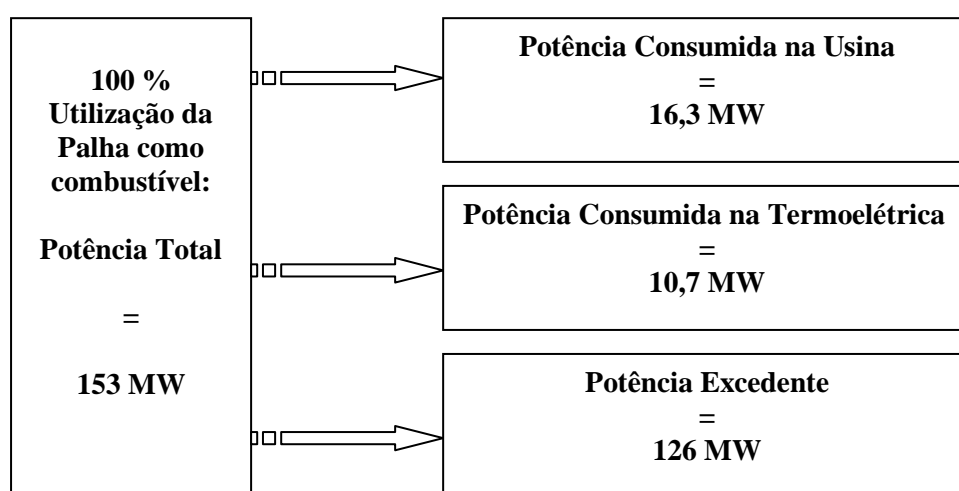 100 %
Utilização da
Palha como
combustível:
Potência Total
=
153 MW
Potência Consumida na Usina
=
16,3 MW
Potência Consumida na Termoelétrica
=
10,7 MW
Potência Excedente
=
126 MW